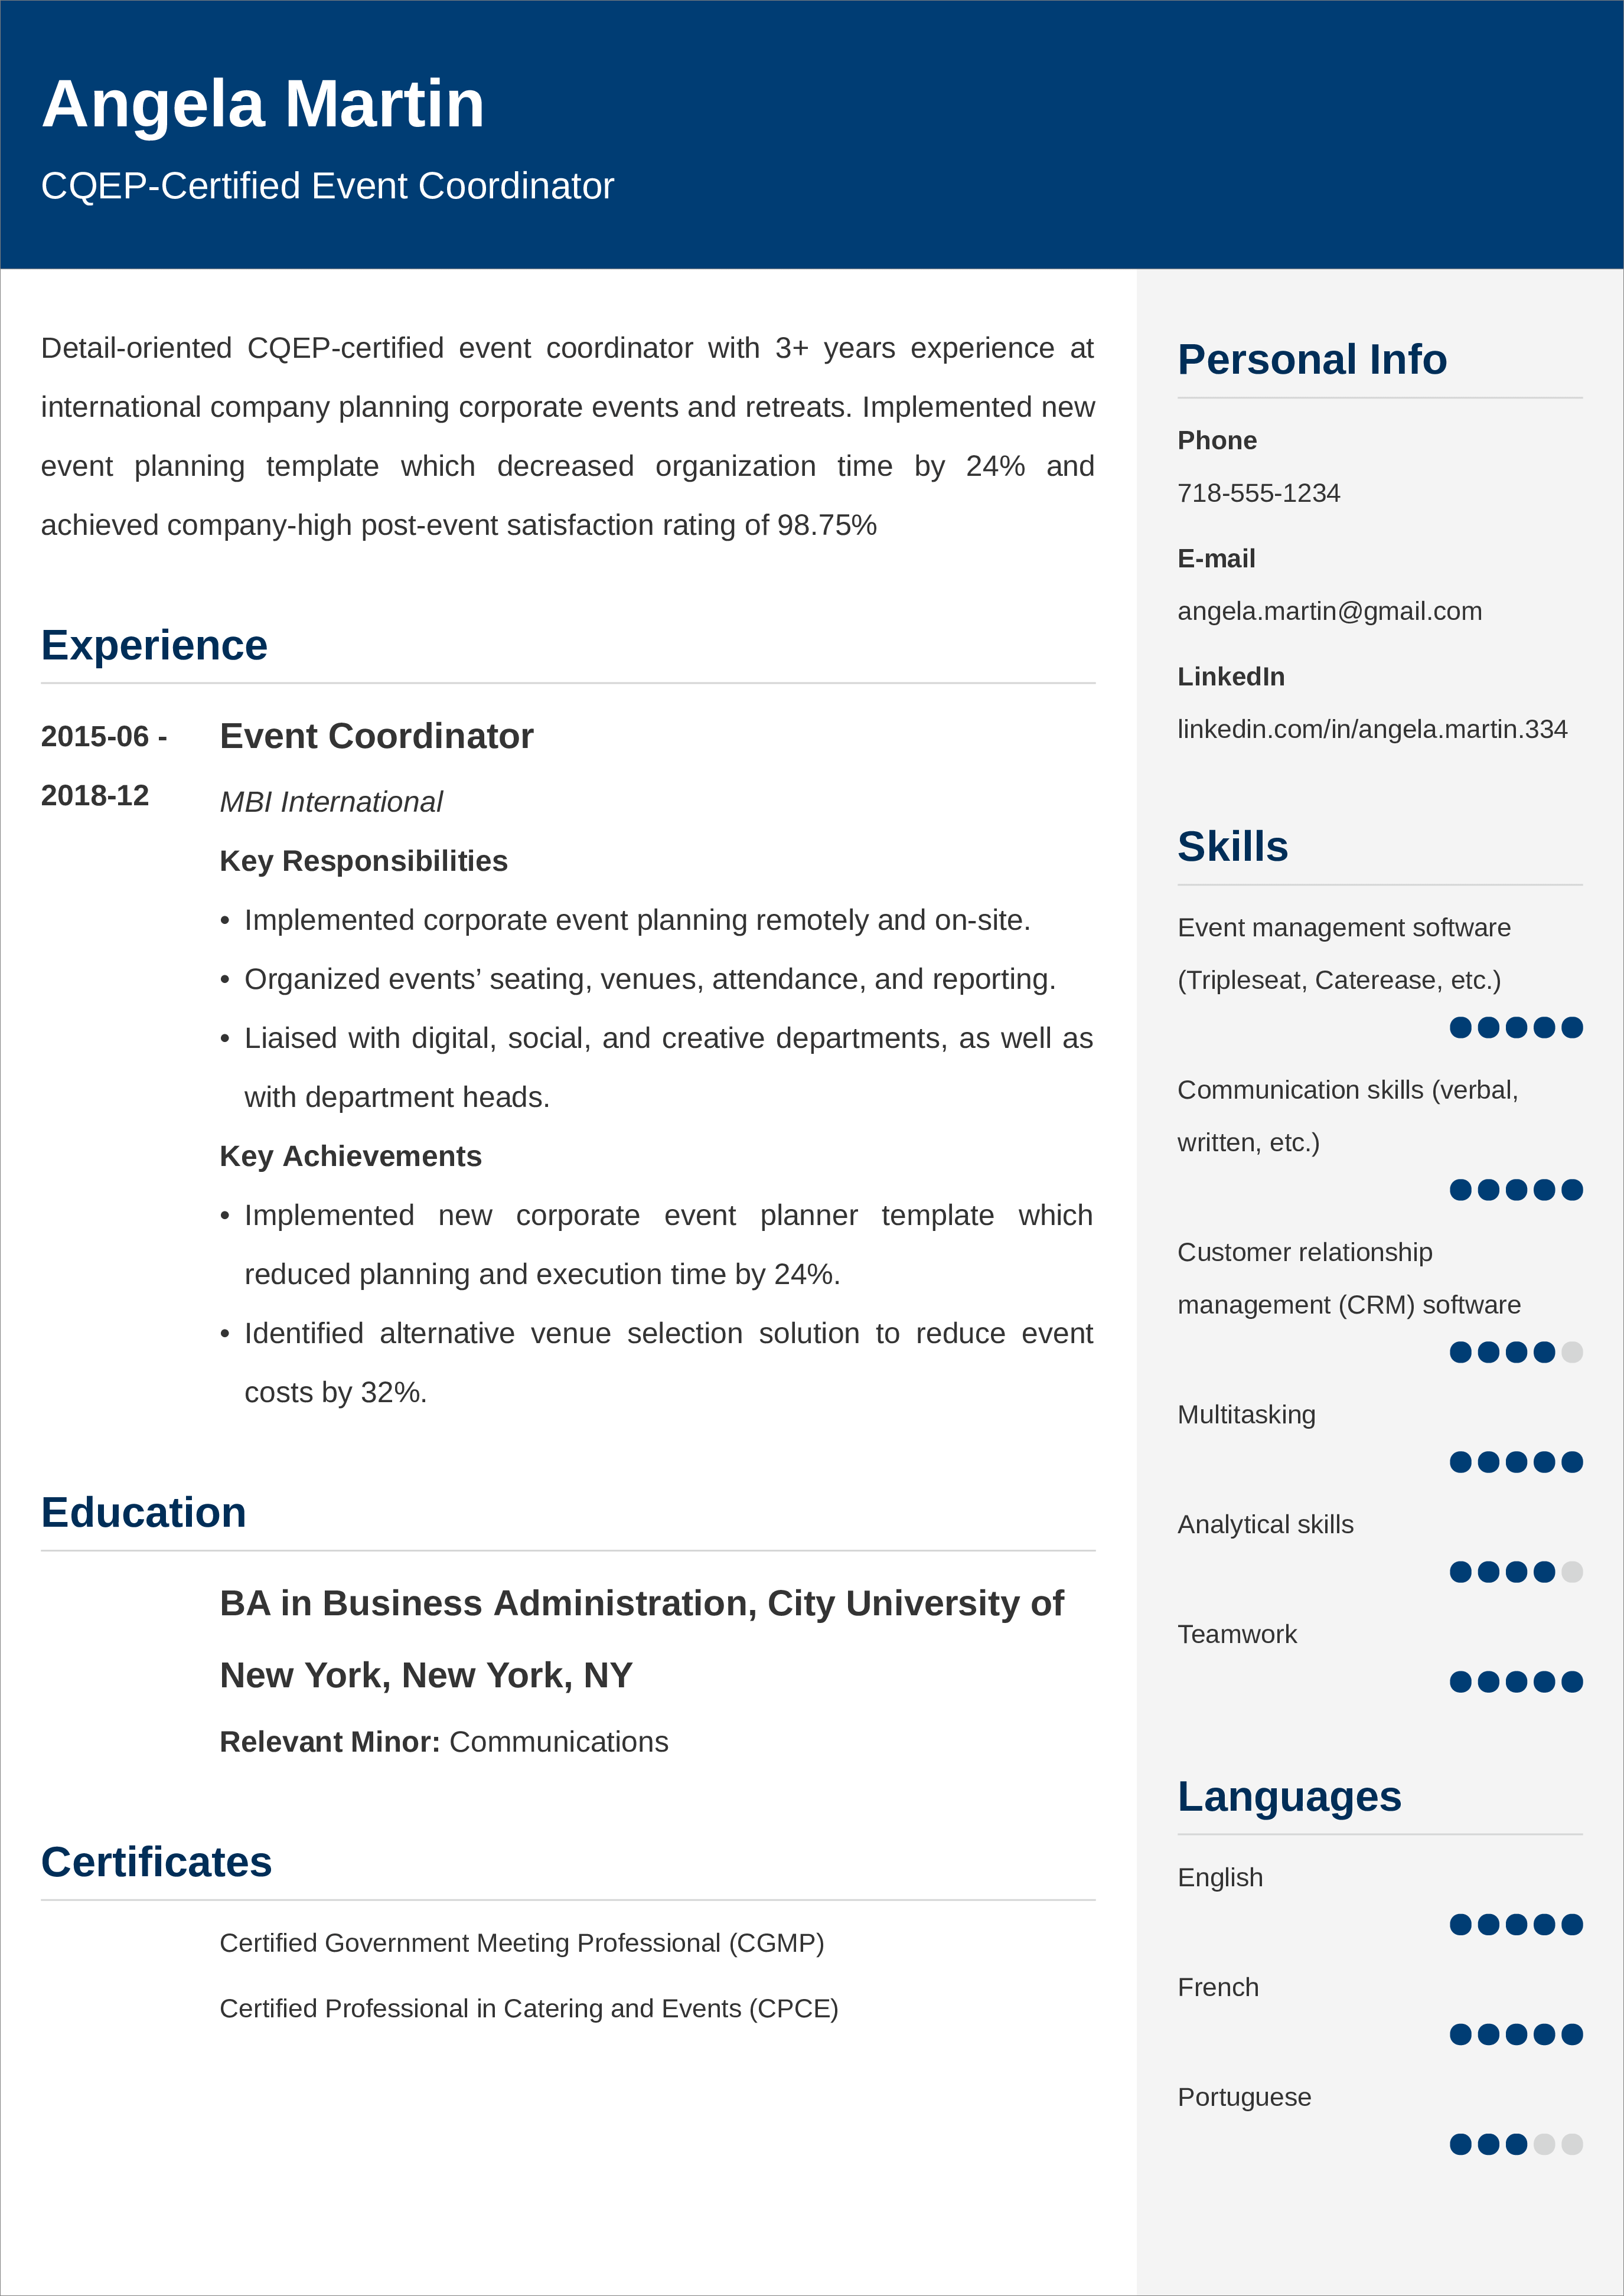 Angela Martin
CQEP-Certified Event Coordinator
Detail-oriented CQEP-certified event coordinator with 3+ years experience at
international company planning corporate events and retreats. Implemented new
event planning template which decreased organization time by 24% and
achieved company-high post-event satisfaction rating of 98.75%
Experience
2015-06 -
2018-12
Event Coordinator
MBI International
Key Responsibilities
• Implemented corporate event planning remotely and on-site.
• Organized events’ seating, venues, attendance, and reporting.
• Liaised with digital, social, and creative departments, as well as
with department heads.
Key Achievements
• Implemented new corporate event planner template which
reduced planning and execution time by 24%.
• Identified alternative venue selection solution to reduce event
costs by 32%.
Education
BA in Business Administration, City University of
New York, New York, NY
Relevant Minor: Communications
Certificates
Certified Government Meeting Professional (CGMP)
Certified Professional in Catering and Events (CPCE)
Personal Info
Phone
718-555-1234
E-mail
angela.martin@gmail.com
LinkedIn
linkedin.com/in/angela.martin.334
Skills
Event management software
(Tripleseat, Caterease, etc.)
Communication skills (verbal,
written, etc.)
Customer relationship
management (CRM) software
Multitasking
Analytical skills
Teamwork
Languages
English
French
Portuguese